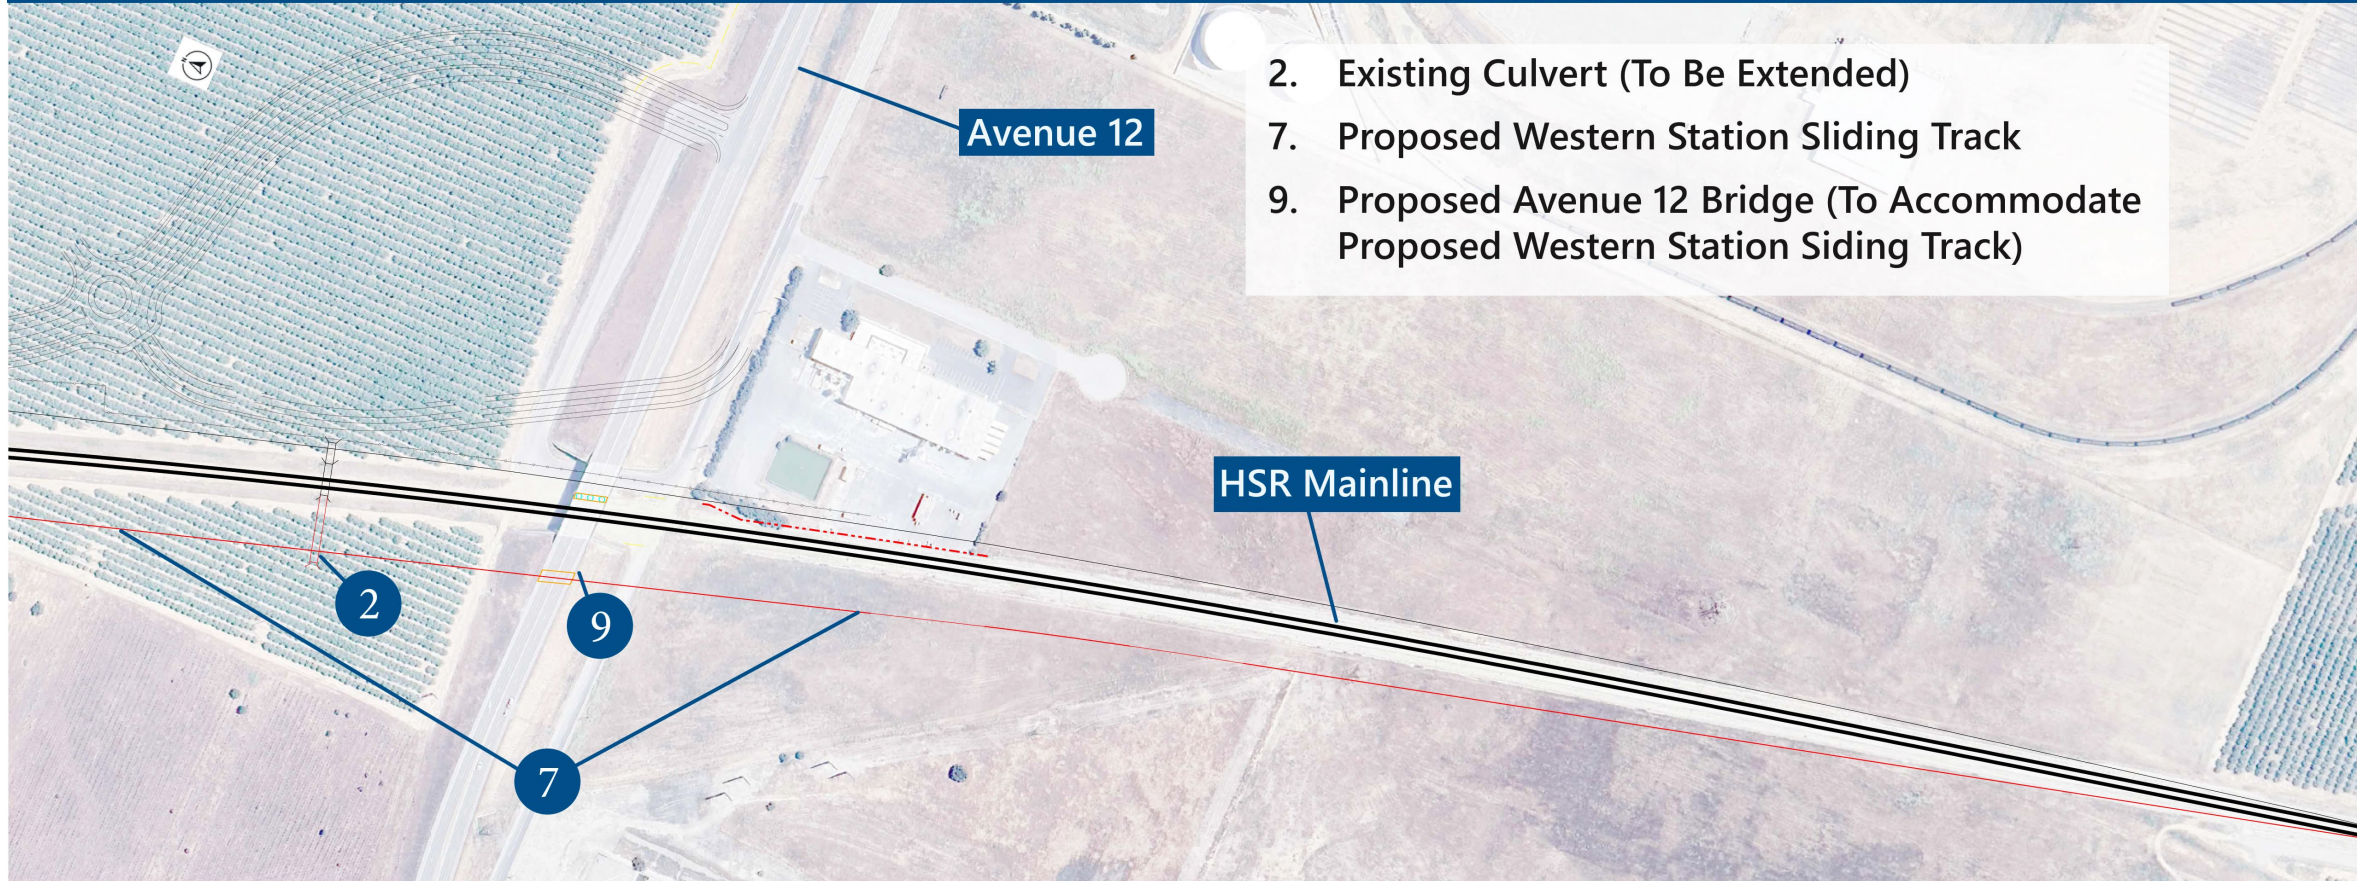 2. Existing Culvert (To Be Extended)
Avenue 12
7. Proposed Western Station Sliding Track
9. Proposed Avenue 12 Bridge (To Accommodate
Proposed Western Station Siding Track)
HSR Mainline
2
9
7